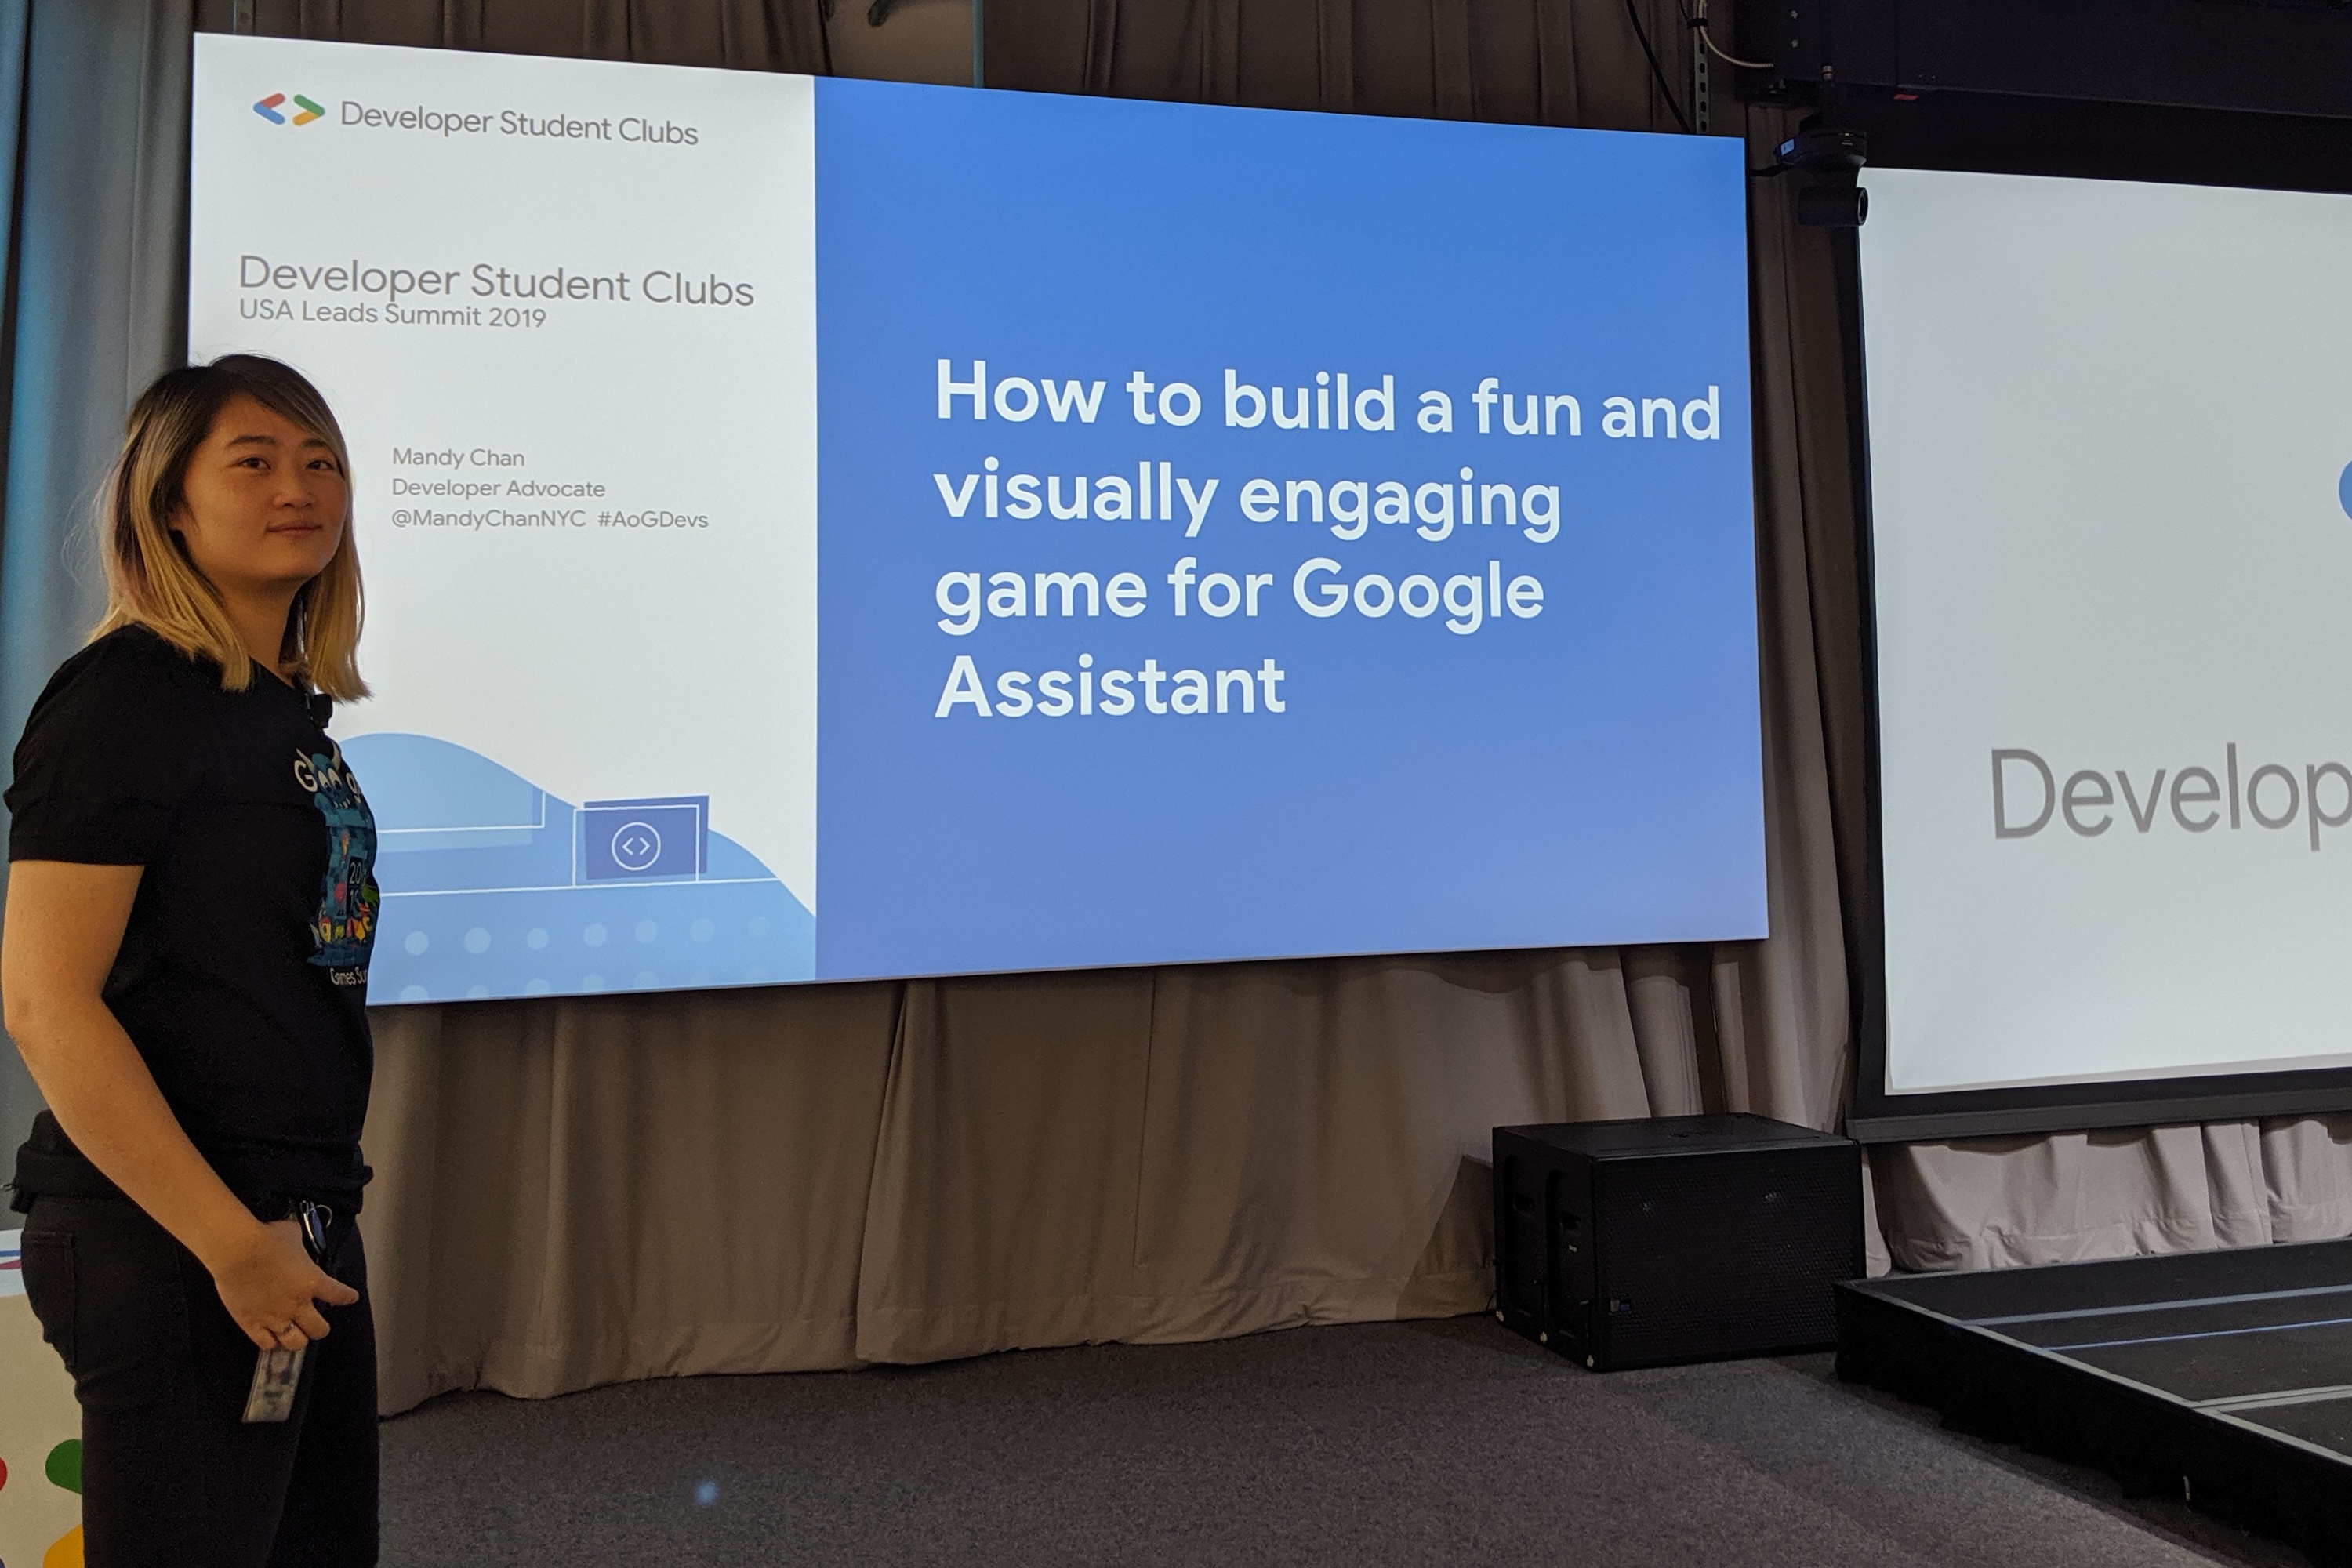 Developer Student Clubs
Developer Student Clubs
USA Leads Summit 2019
Mandy Chan
Developer Advocate
@MandyChanNYC #AoGDevs
How to build a fun and
visually engaging
game for Google
Assistant
Develop